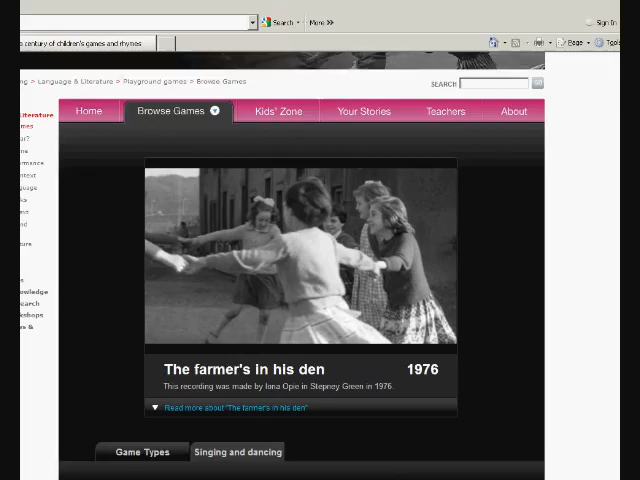 Search
More >>
Sign In
century of children's games and rhymes
Page
Tools
> Language & Literature > Playground games > Browse Games
SEARCH
GO
Home
Browse Games
Kids' Zone
Your Stories
Teachers
About
The farmer's in his den
1976
This recording was made by Iona Opie in Stepney Green in 1976.
Read more about "The farmer's in his den"
Game Types
Singing and dancing